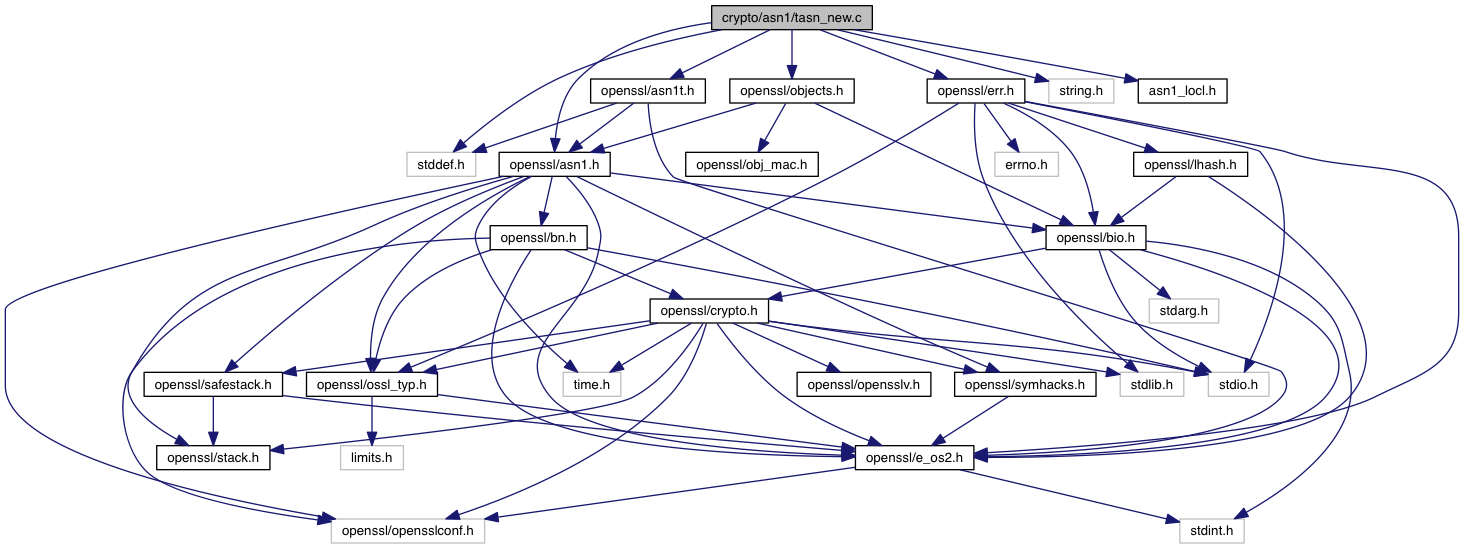 crypto/asn1/tasn_new.c
openssl/asn1t.h
openssl/objects.h
openssl/err.h
string.h
asn1_locl.h
stddef.h
openssl/asn1.h
openssl/obj_mac.h
errno.h
openssl/lhash.h
openssl/bn.h
openssl/bio.h
openssl/crypto.h
stdarg.h
openssl/safestack.h
openssl/ossl_typ.h
time.h
openssl/opensslv.h
openssl/symhacks.h
stdlib.h
stdio.h
openssl/stack.h
limits.h
openssl/e_os2.h
openssl/opensslconf.h
stdint.h